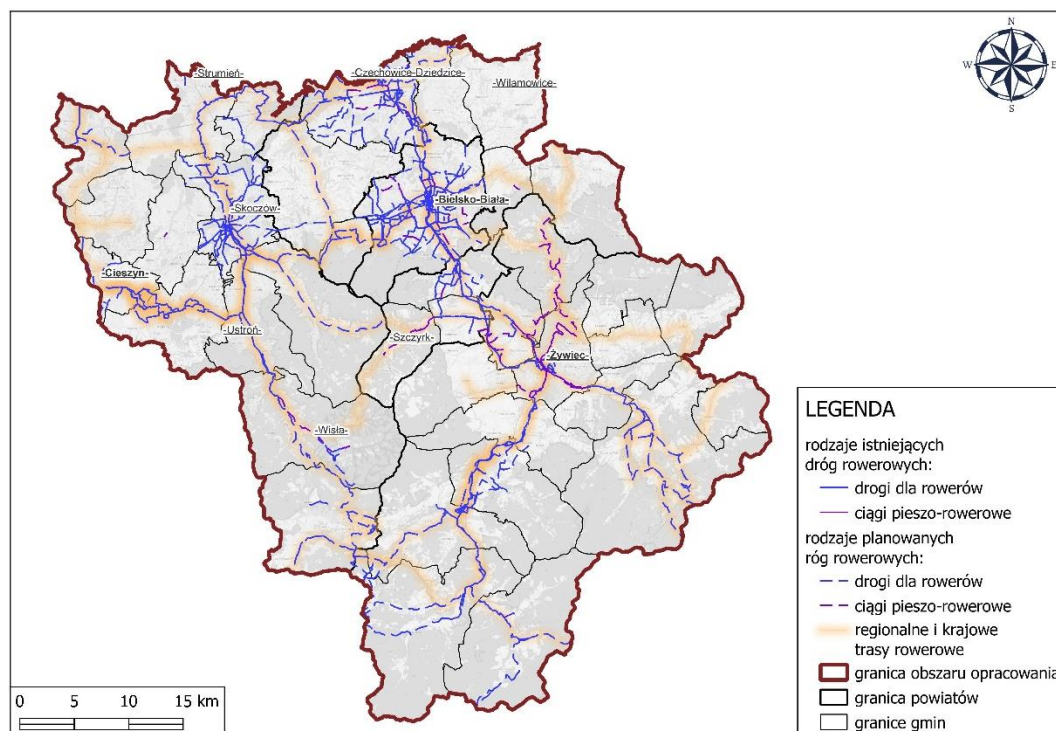 N
W
E
S
-Strumień-
-Czechowice-Dziedzice-
-Wilamowice-
-Bielsko-Biała-
-Skoczów-
-Cieszyn-
-Ustroń-
-Szczyrk-
-Żywiec-
-Wisła-
LEGENDA
rodzaje istniejących
dróg rowerowych:
drogi dla rowerów
ciągi pieszo-rowerowe
rodzaje planowanych
róg rowerowych:
drogi dla rowerów
ciągi pieszo-rowerowe
regionalne i krajowe
trasy rowerowe
granica obszaru opracowania
granica powiatów
granice gmin
0 5 10 15 km